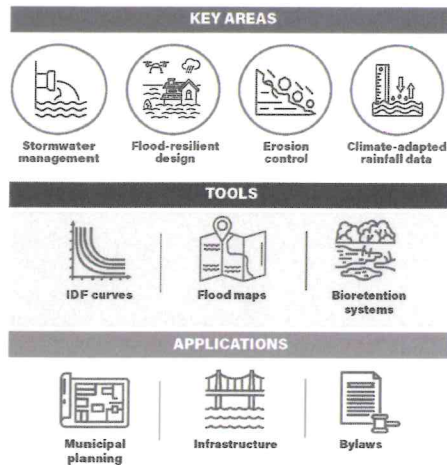 KEY AREAS
Stormwater management
Flood-resilient design
Erosion control
Climate-adapted rainfall data
TOOLS
IDF curves
Flood maps
Bioretention systems
APPLICATIONS
Municipal planning
Infrastructure
Bylaws